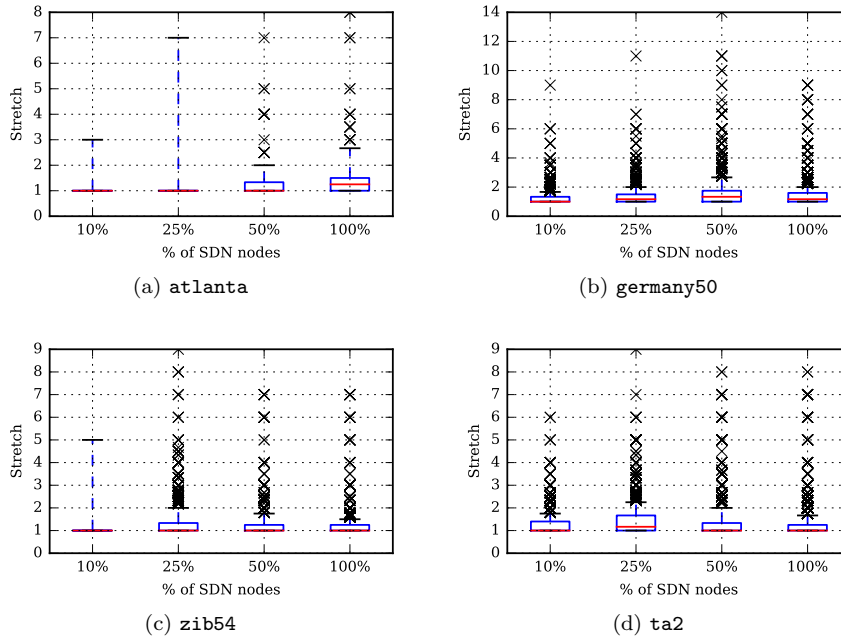 8
7
6
5
4
3
2
1
0
Stretch
10% 25% 50% 100%
% of SDN nodes
(a) atlanta
14
12
10
8
6
4
2
0
Stretch
10% 25% 50% 100%
% of SDN nodes
(b) germany50
9
8
7
6
5
4
3
2
1
0
Stretch
10% 25% 50% 100%
% of SDN nodes
(c) zib54
9
8
7
6
5
4
3
2
1
0
Stretch
10% 25% 50% 100%
% of SDN nodes
(d) ta2